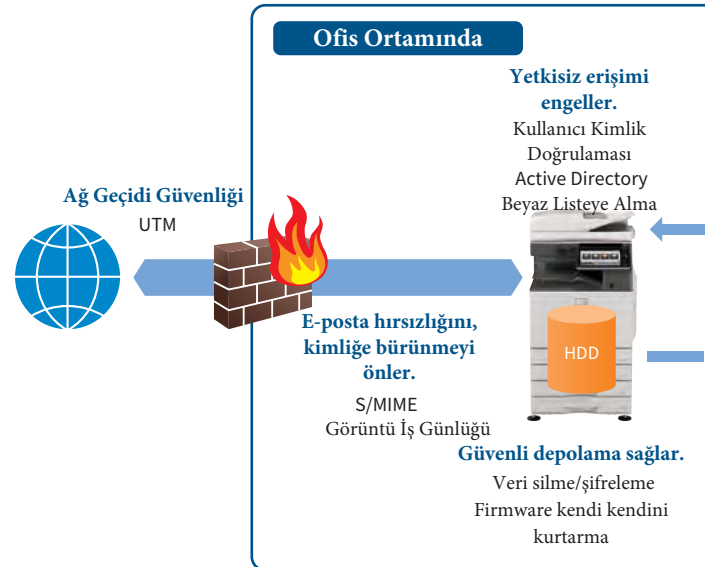 Ofis Ortamında
Yetkisiz erişimi
engeller.
Kullanıcı Kimlik
Doğrulaması
Active Directory
Beyaz Listeye Alma
Ağ Geçidi Güvenliği
UTM
E-posta hırsızlığını,
kimliğe bürünmeyi
önler.
S/MIME
Görüntü İş Günlüğü
HDD
Güvenli depolama sağlar.
Veri silme/şifreleme
Firmware kendi kendini
kurtarma